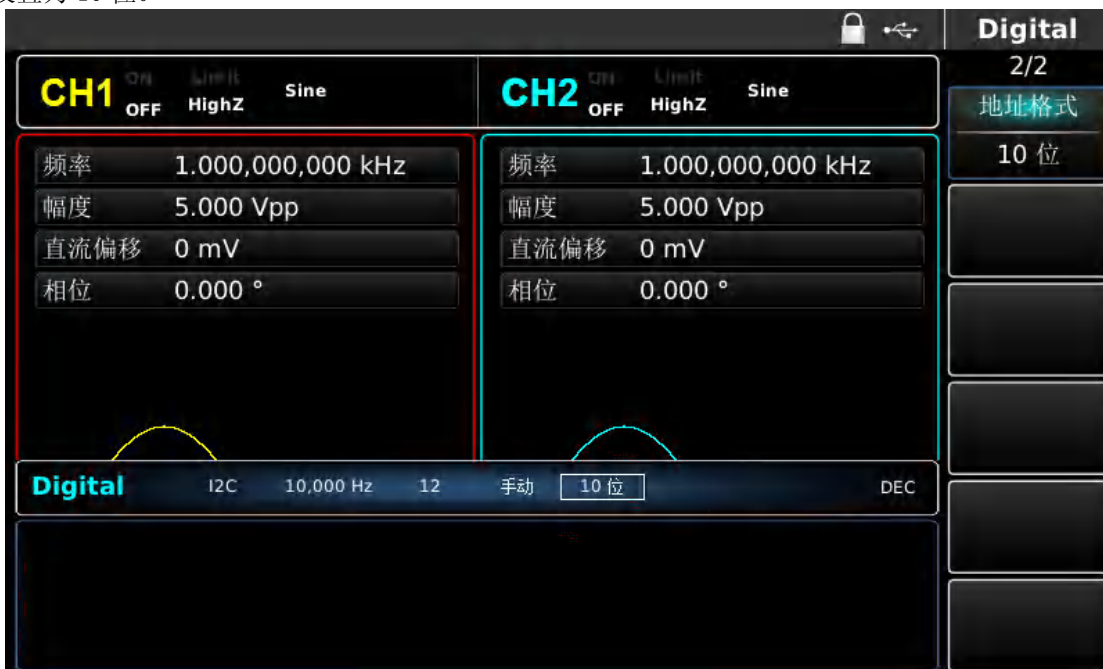 Digital
2/2
地址格式
10 位
CH1 ON OFF Limit HighZ Sine
CH2 ON OFF Limit HighZ Sine
频率 1.000,000,000 kHz
幅度 5.000 Vpp
直流偏移 0 mV
相位 0.000 °
频率 1.000,000,000 kHz
幅度 5.000 Vpp
直流偏移 0 mV
相位 0.000 °
Digital I2C 10,000 Hz 12 手动 10 位 DEC